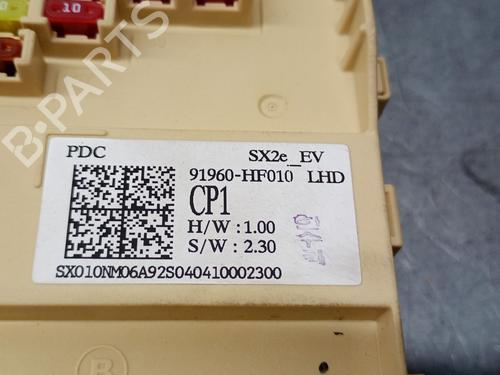 10
PDC SX2e_EV
91960-HF010 LHD
CP1
H/W : 1.00
S/W : 2.30
SX010NM06A92S040410002300
B-PARTS
R